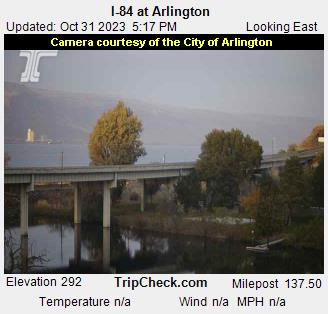 I-84 at Arlington
Updated: Oct 31 2023 5:17 PM Looking East
Camera courtesy of the City of Arlington
Elevation 292 TripCheck.com Milepost 137.50
Temperature n/a Wind n/a MPH n/a